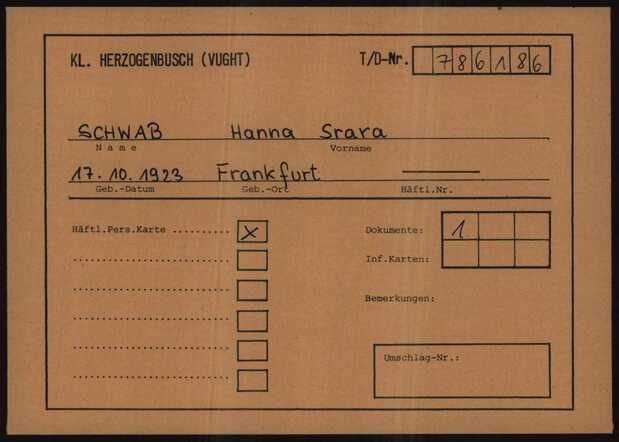 KL. HERZOGENBUSCH (VUGHT) T/D-Nr. 786186
SCHWAB Hanna Srara
Name Vorname
17.10.1923 Frankfurt
Geb.-Datum Geb.-Ort Häftl.Nr.
Häftl.Pers.Karte .......... X Dokumente: 1
Inf.Karten:
Bemerkungen:
Umschlag-Nr.: